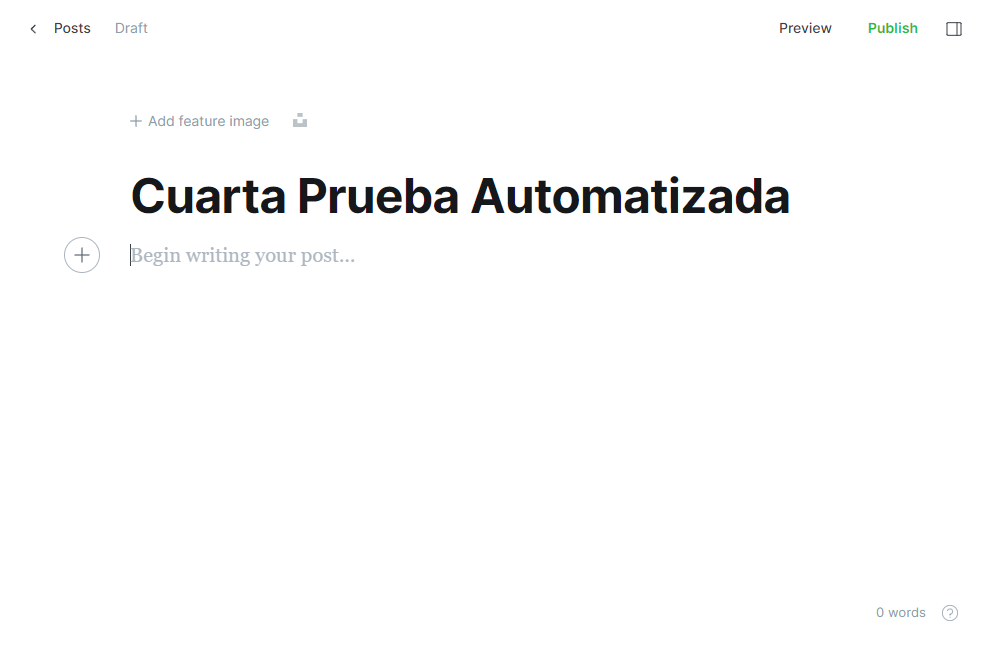 Posts Draft Preview Publish
Add feature image
Cuarta Prueba Automatizada
Begin writing your post...
0 words ?